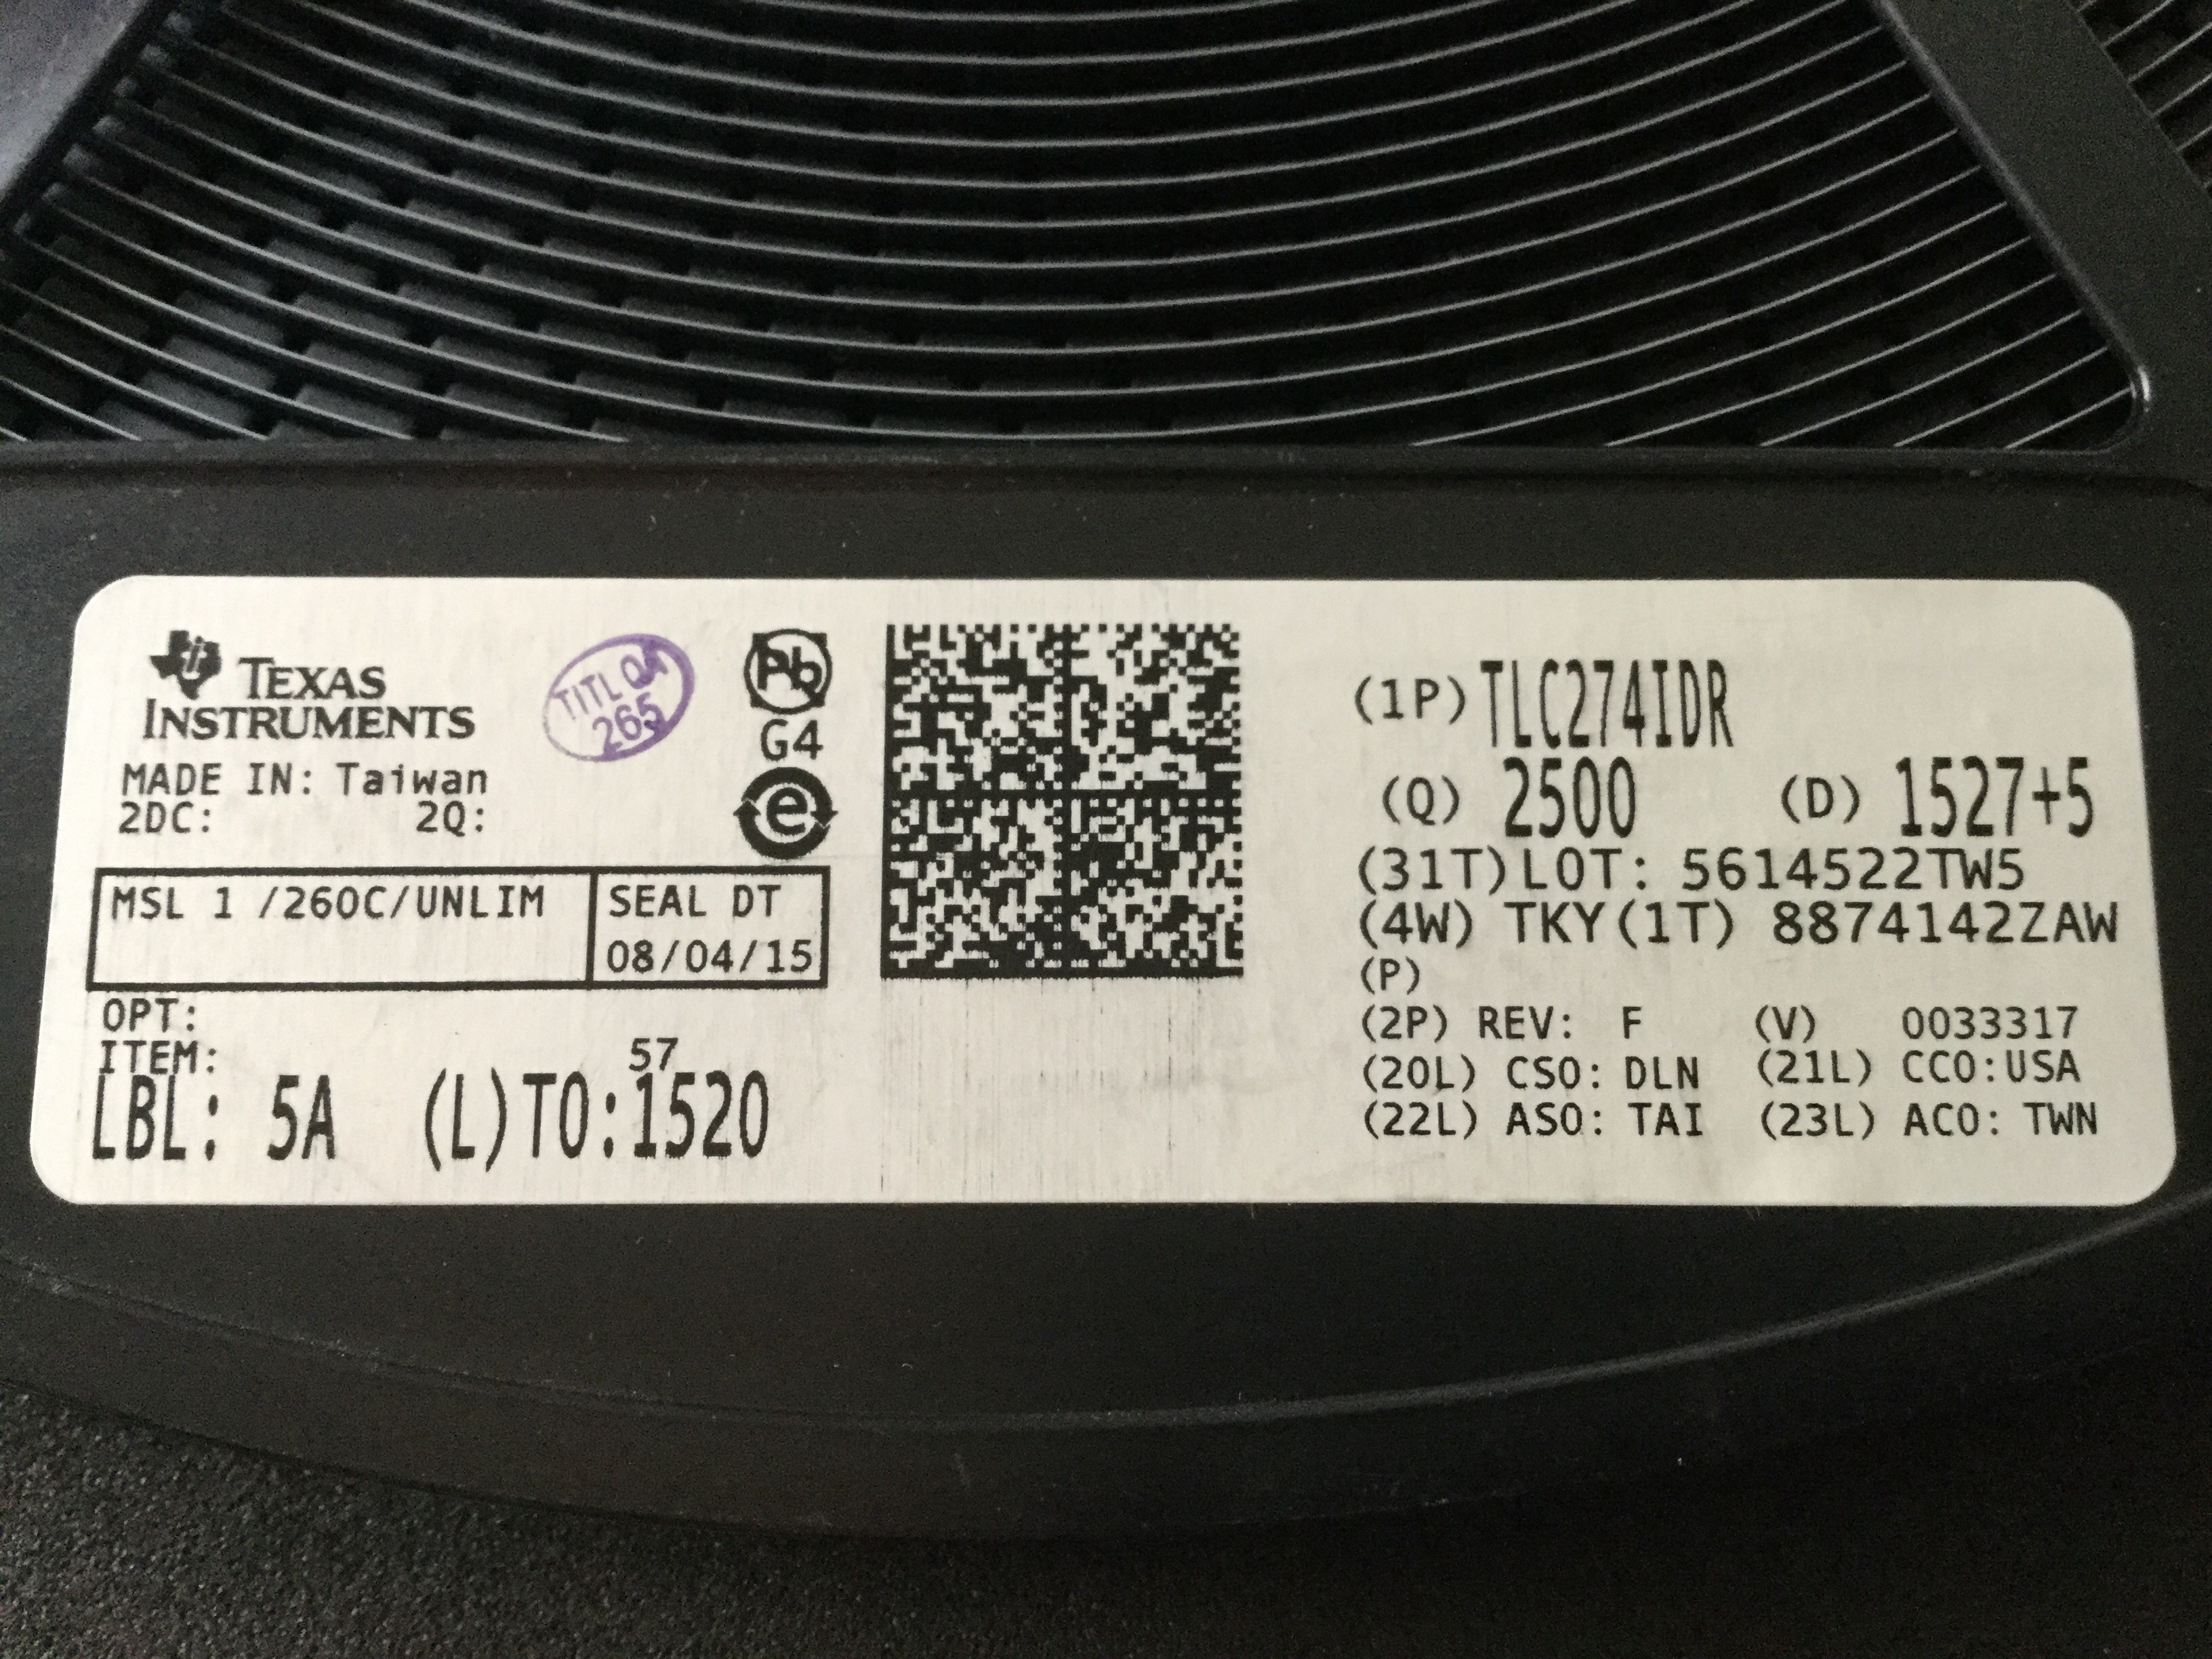 TEXAS
INSTRUMENTS
MADE IN: Taiwan
2DC: 2Q:
TITL QA
265
Pb
G4
e
MSL 1 /260C/UNLIM
SEAL DT
08/04/15
OPT:
ITEM: 57
LBL: 5A (L)TO:1520
(1P)TLC274IDR
(Q) 2500 (D) 1527+5
(31T)LOT: 5614522TW5
(4W) TKY(1T) 8874142ZAW
(P)
(2P) REV: F (V) 0033317
(20L) CSO: DLN (21L) CCO:USA
(22L) ASO: TAI (23L) ACO: TWN